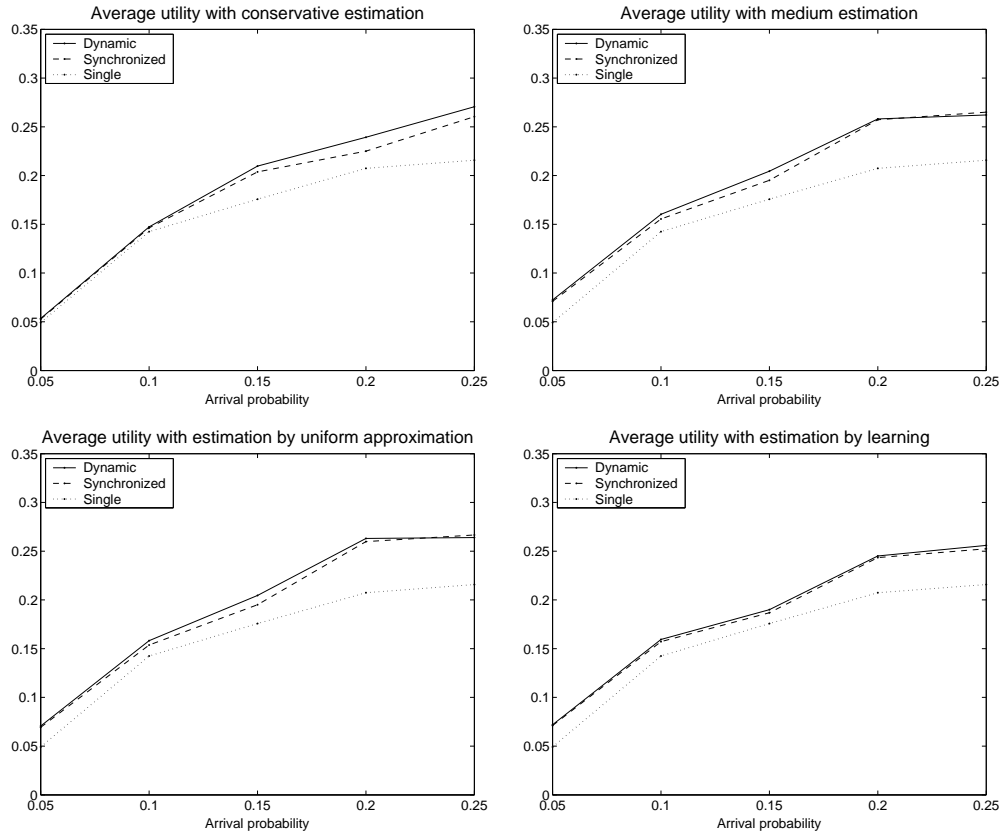 Average utility with conservative estimation
0.35
0.3
0.25
0.2
0.15
0.1
0.05
0
Dynamic
Synchronized
Single
0.05
0.1
0.15
0.2
0.25
Arrival probability
Average utility with medium estimation
0.35
0.3
0.25
0.2
0.15
0.1
0.05
0
Dynamic
Synchronized
Single
0.05
0.1
0.15
0.2
0.25
Arrival probability
Average utility with estimation by uniform approximation
0.35
0.3
0.25
0.2
0.15
0.1
0.05
0
Dynamic
Synchronized
Single
0.05
0.1
0.15
0.2
0.25
Arrival probability
Average utility with estimation by learning
0.35
0.3
0.25
0.2
0.15
0.1
0.05
0
Dynamic
Synchronized
Single
0.05
0.1
0.15
0.2
0.25
Arrival probability